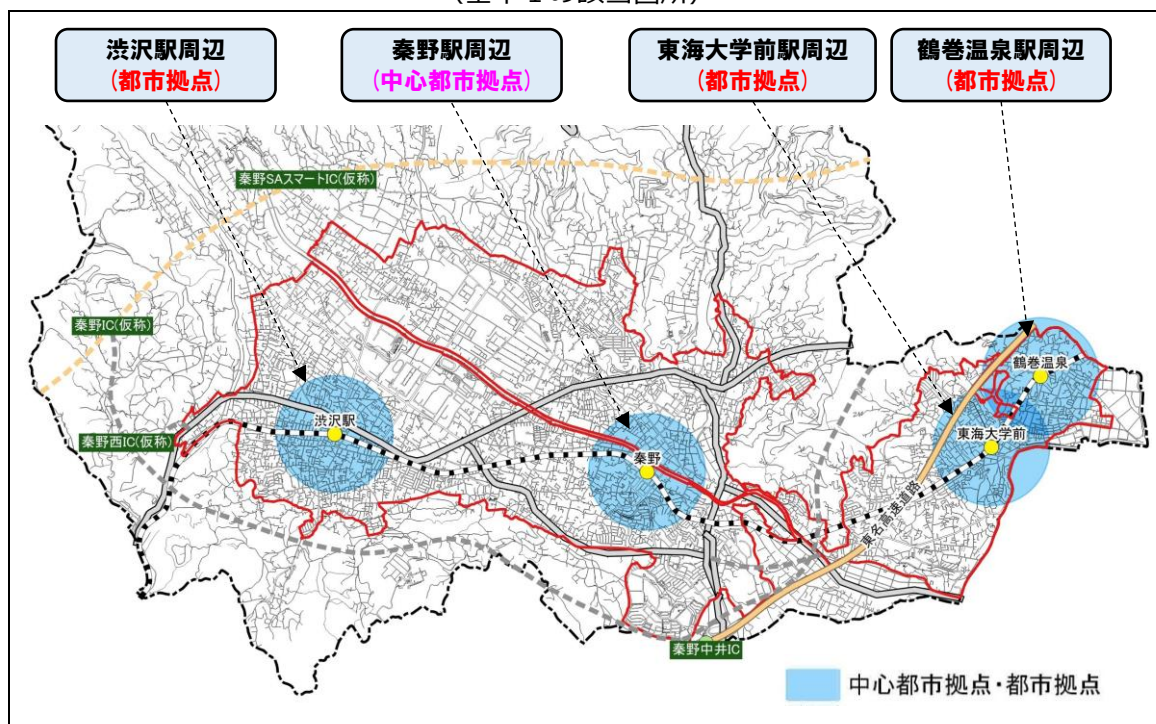 渋沢駅周辺
(都市拠点)
秦野駅周辺
(中心都市拠点)
東海大学前駅周辺
(都市拠点)
鶴巻温泉駅周辺
(都市拠点)
秦野SAスマートIC(仮称)
秦野IC(仮称)
鶴巻温泉
秦野西IC(仮称)
渋沢駅
東海大学前
秦野
東名高速道路
秦野中井IC
中心都市拠点・都市拠点